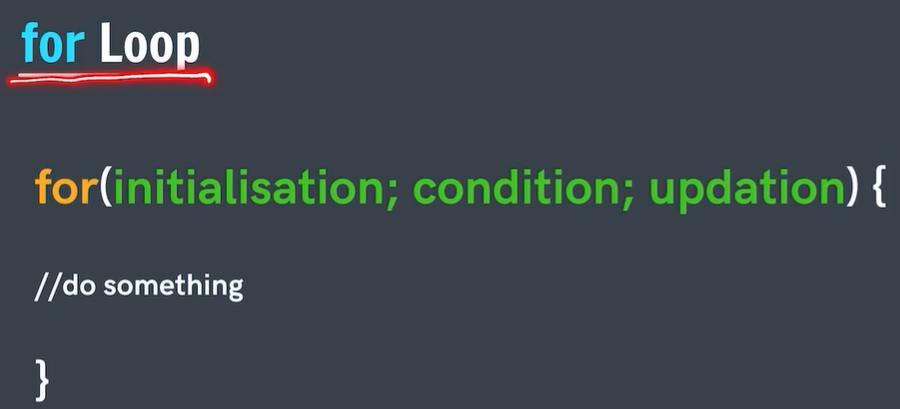 for Loop
for(initialisation; condition; updation) {
//do something
}